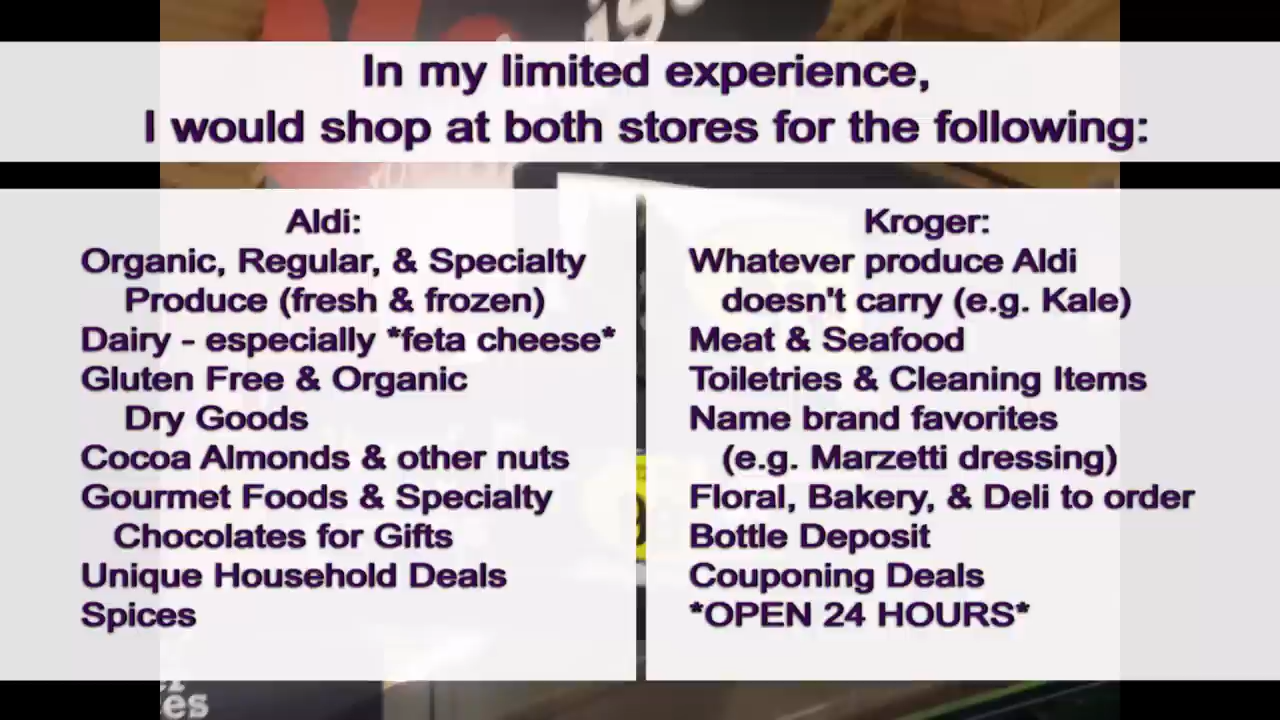 In my limited experience,
I would shop at both stores for the following:
Aldi:
Organic, Regular, & Specialty
Produce (fresh & frozen)
Dairy - especially *feta cheese*
Gluten Free & Organic
Dry Goods
Cocoa Almonds & other nuts
Gourmet Foods & Specialty
Chocolates for Gifts
Unique Household Deals
Spices
Kroger:
Whatever produce Aldi
doesn't carry (e.g. Kale)
Meat & Seafood
Toiletries & Cleaning Items
Name brand favorites
(e.g. Marzetti dressing)
Floral, Bakery, & Deli to order
Bottle Deposit
Couponing Deals
*OPEN 24 HOURS*